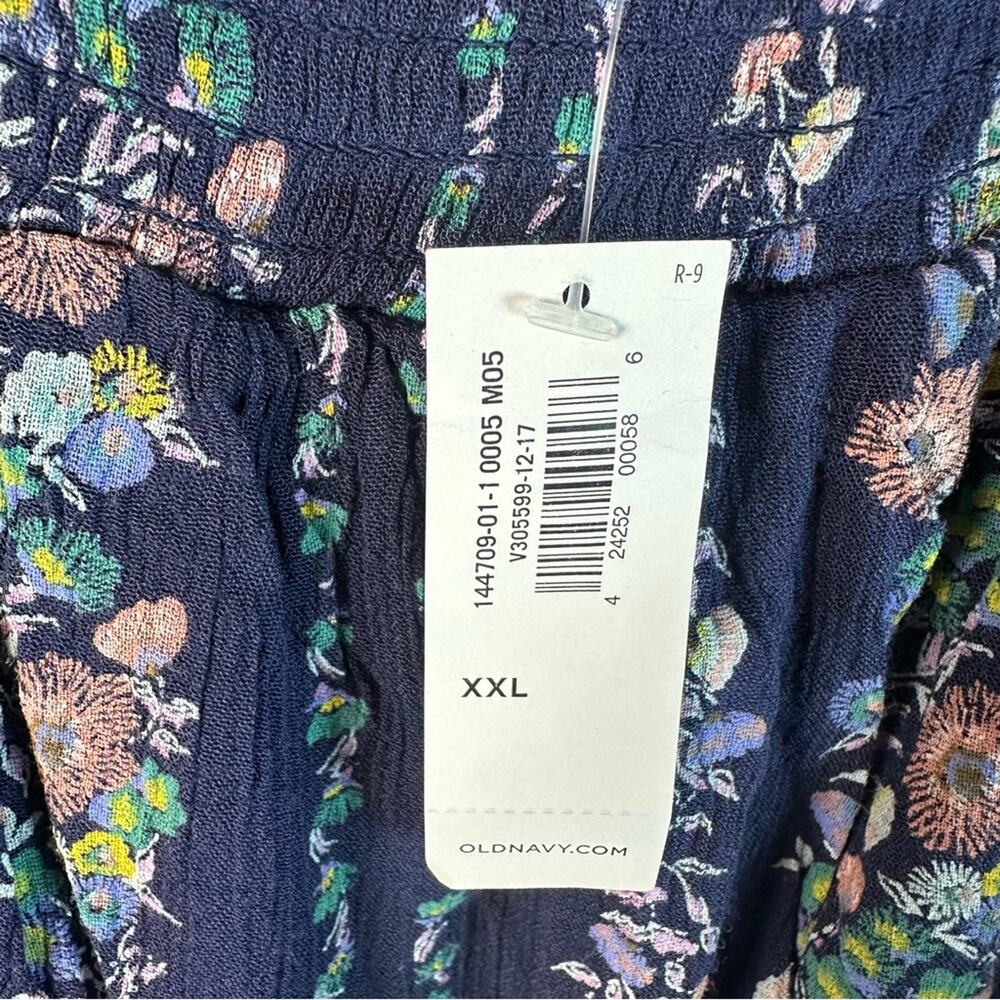 R-9
144709-01-1 0005 M05
V305599-12-17
4 24252 00058 6
XXL
OLDNAVY.COM